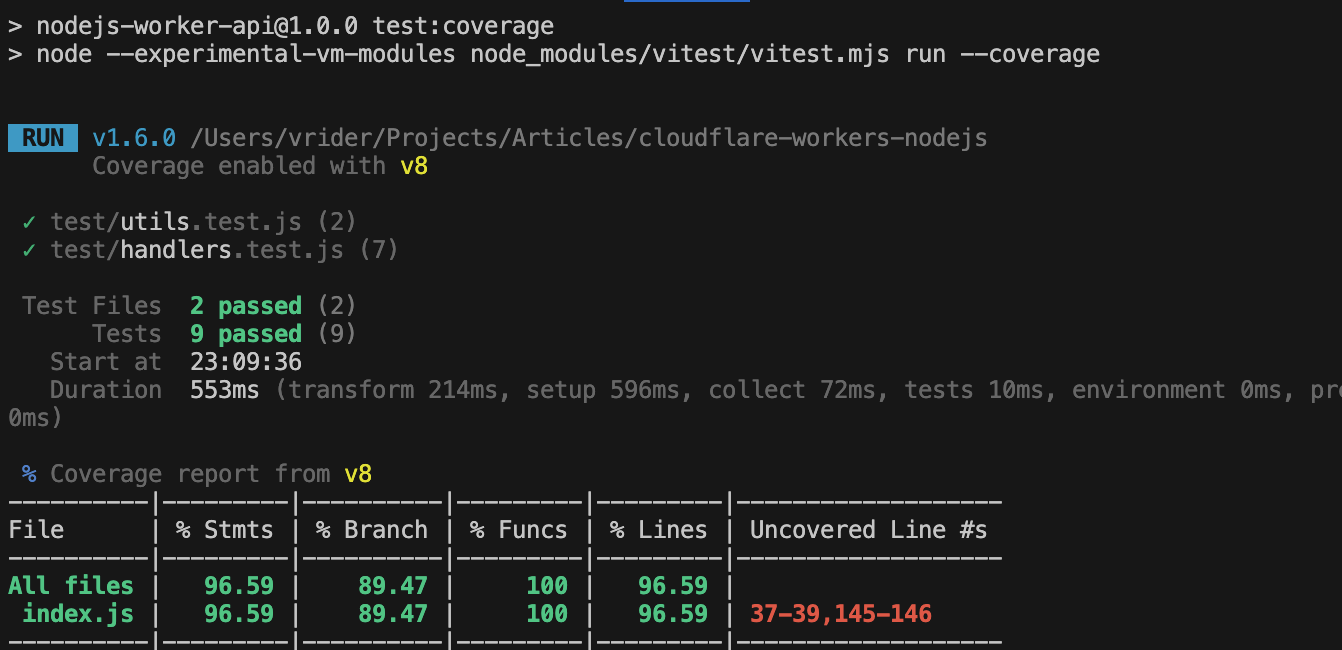 > nodejs-worker-api@1.0.0 test:coverage
> node --experimental-vm-modules node_modules/vitest/vitest.mjs run --coverage
RUN v1.6.0 /Users/vrider/Projects/Articles/cloudflare-workers-nodejs
Coverage enabled with v8
✓ test/utils.test.js (2)
✓ test/handlers.test.js (7)
Test Files 2 passed (2)
Tests 9 passed (9)
Start at 23:09:36
Duration 553ms (transform 214ms, setup 596ms, collect 72ms, tests 10ms, environment 0ms,
0ms)
% Coverage report from v8
----------|---------|----------|---------|---------|-------------------
File | % Stmts | % Branch | % Funcs | % Lines | Uncovered Line #s
----------|---------|----------|---------|---------|-------------------
All files | 96.59 | 89.47 | 100 | 96.59 |
index.js | 96.59 | 89.47 | 100 | 96.59 | 37-39,145-146
----------|---------|----------|---------|---------|-------------------